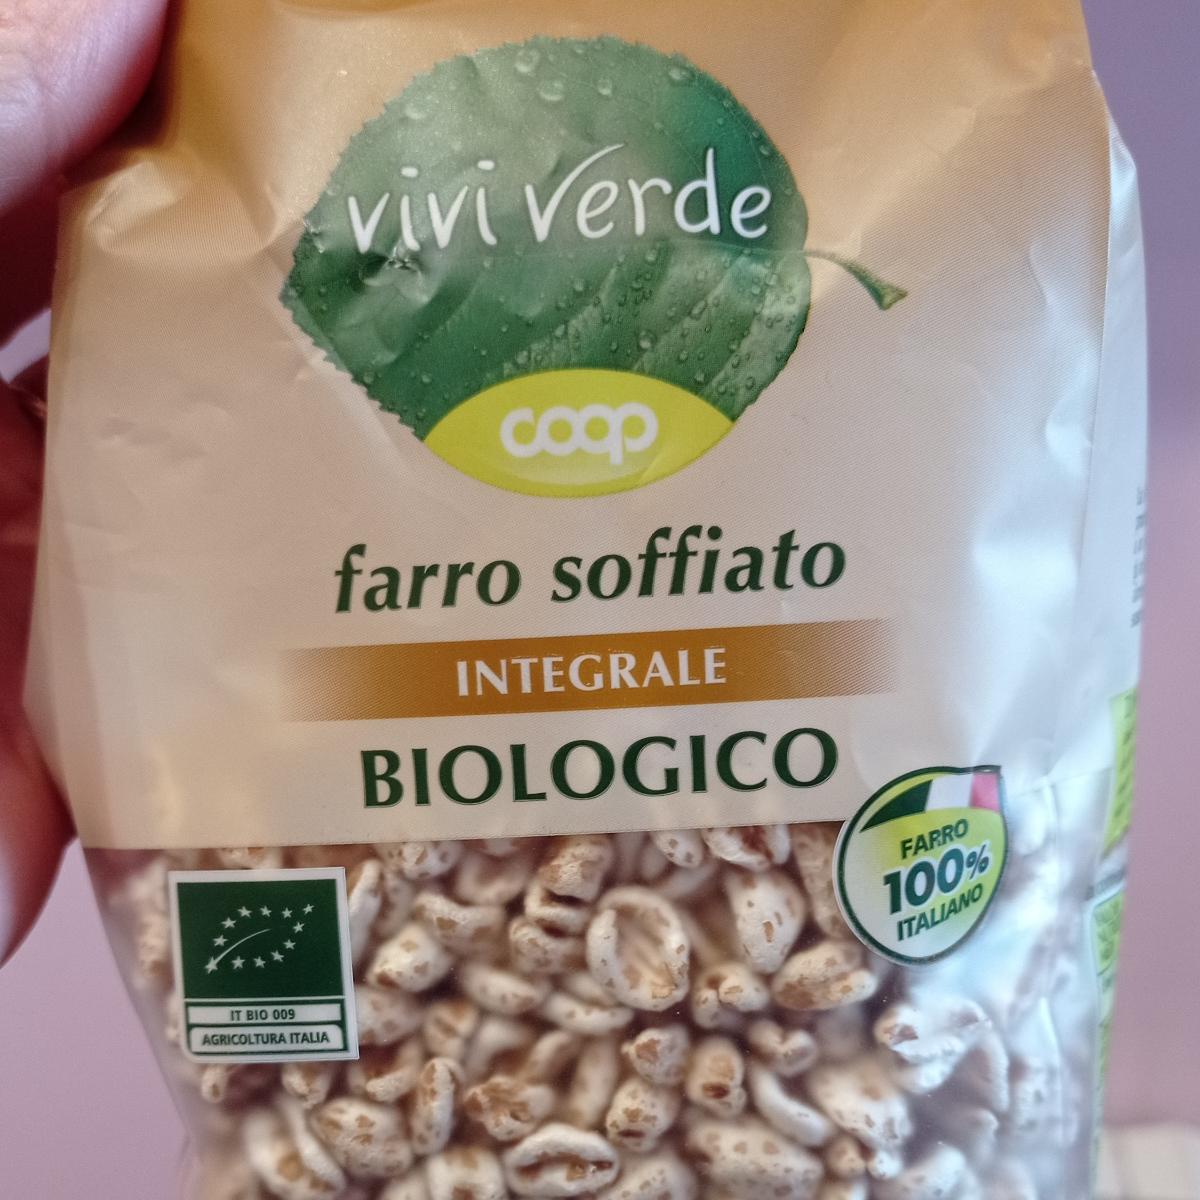 vivi verde
coop
farro soffiato
INTEGRALE
BIOLOGICO
FARRO
100%
ITALIANO
IT BIO 009
AGRICOLTURA ITALIA